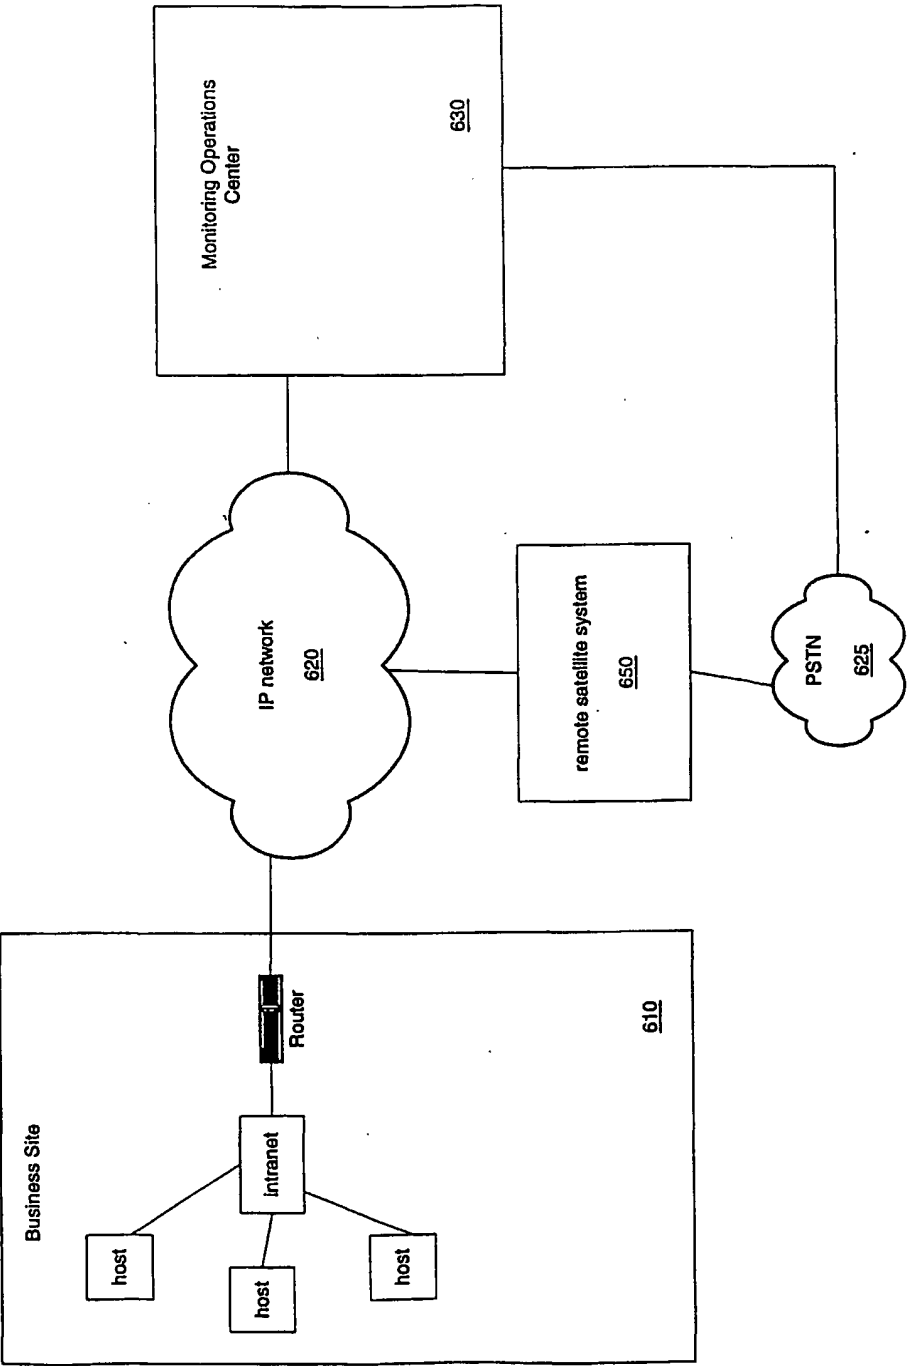 Business Site
host
host
host
Intranet
Router
610
IP network
620
remote satellite system
650
PSTN
625
Monitoring Operations
Center
630